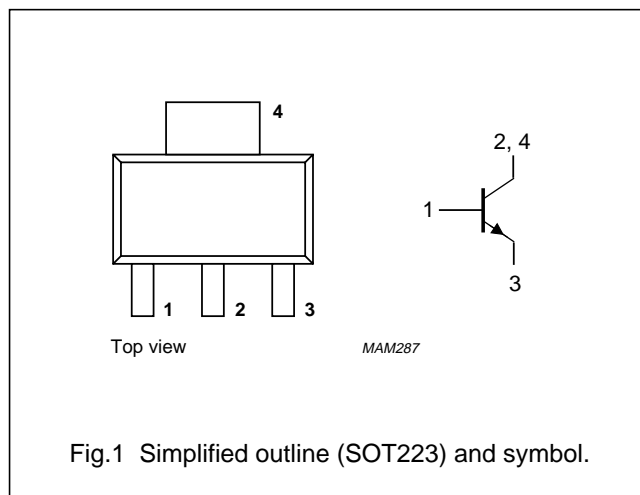 4
2, 4
1
3
1 2 3
Top view
MAM287
Fig.1 Simplified outline (SOT223) and symbol.